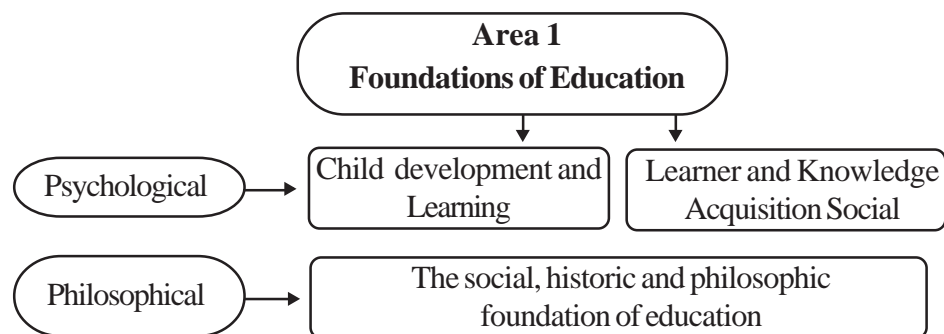 Area 1
Foundations of Education
Psychological
Child development and
Learning
Learner and Knowledge
Acquisition Social
Philosophical
The social, historic and philosophic
foundation of education